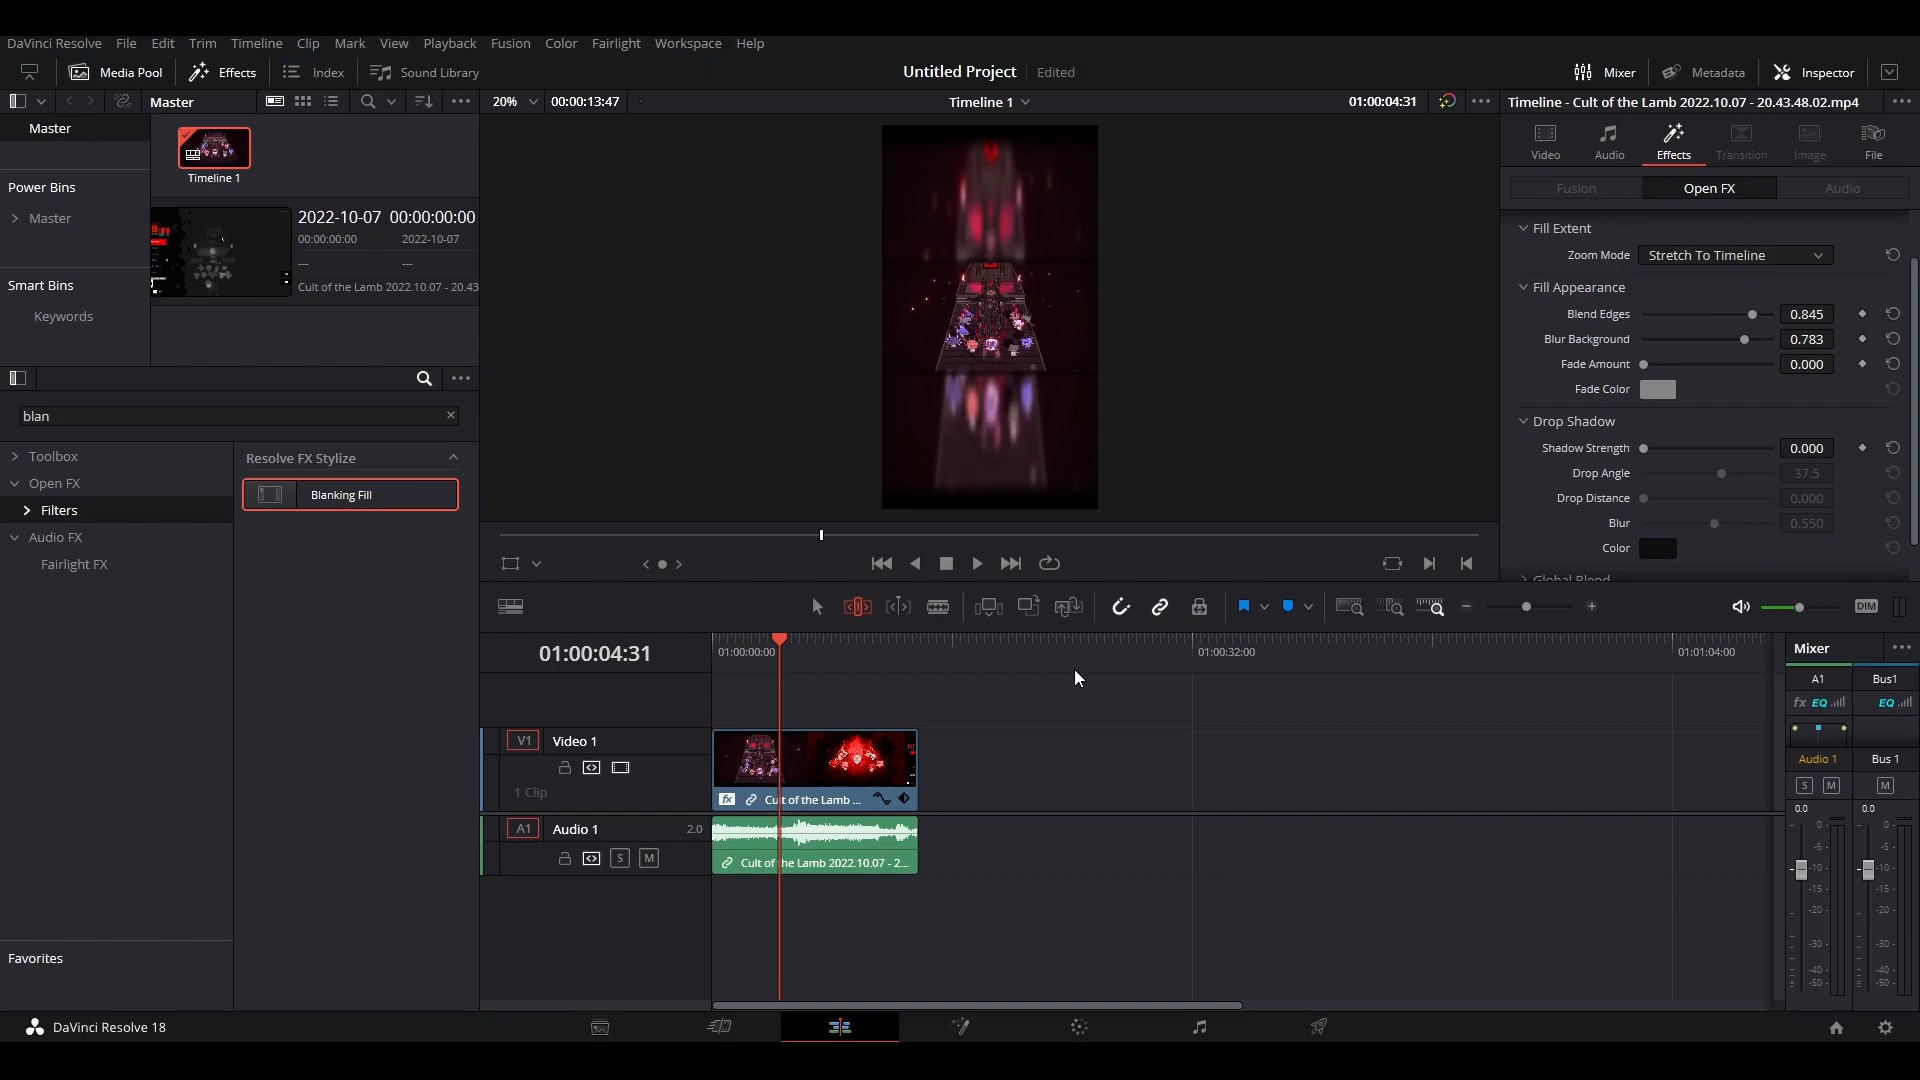 DaVinci Resolve File Edit Trim Timeline Clip Mark View Playback Fusion Color Fairlight Workspace Help
Media Pool Effects Index Sound Library Untitled Project Edited Mixer Metadata Inspector
Master 20% 00:00:13:47 Timeline 1 01:00:04:31 Timeline - Cult of the Lamb 2022.10.07 - 20.43.48.02.mp4
Master
Video Audio Effects Transition Image File
Timeline 1
Power Bins
Fusion Open FX Audio
Master
2022-10-07 00:00:00:00
00:00:00:00 2022-10-07
--- ---
Cult of the Lamb 2022.10.07 - 20.43
Smart Bins
Keywords
Fill Extent
Zoom Mode Stretch To Timeline
Fill Appearance
Blend Edges 0.845
Blur Background 0.783
Fade Amount 0.000
Fade Color
Drop Shadow
Shadow Strength 0.000
Drop Angle 37.5
Drop Distance 0.000
Blur 0.550
Color
Global Blend
blan
Toolbox
Open FX
Filters
Audio FX
Fairlight FX
Resolve FX Stylize
Blanking Fill
Favorites
DIM
01:00:04:31
01:00:00:00 01:00:32:00 01:01:04:00
V1 Video 1
1 Clip
fx Cult of the Lamb ...
A1 Audio 1 2.0
S M
Cult of the Lamb 2022.10.07 - 2...
Mixer
A1 Bus1
fx EQ EQ
Audio 1 Bus 1
S M M
0.0 0.0
0 0
-5 -5
-10 -10
-15 -15
-20 -20
-30 -30
-40 -40
-50 -50
DaVinci Resolve 18